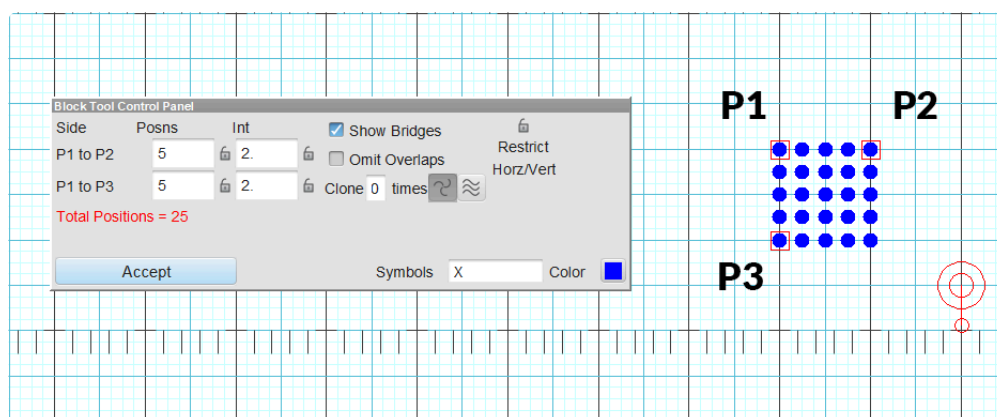 Block Tool Control Panel
Side Posns Int
Show Bridges
P1 to P2 5 2.
Omit Overlaps
Restrict
Horz/Vert
P1 to P3 5 2.
Clone 0 times
Total Positions = 25
Accept
Symbols X Color
P1 P2
P3